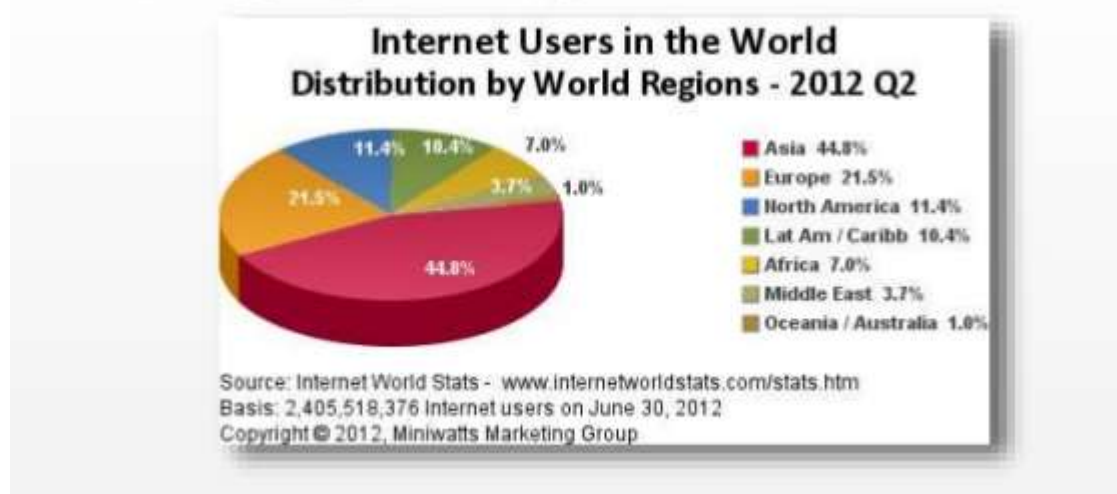 Internet Users in the World
Distribution by World Regions - 2012 Q2
11.4%
10.4%
7.0%
3.7%
1.0%
21.5%
44.8%
Asia 44.8%
Europe 21.5%
North America 11.4%
Lat Am / Caribb 10.4%
Africa 7.0%
Middle East 3.7%
Oceania / Australia 1.0%
Source: Internet World Stats - www.internetworldstats.com/stats.htm
Basis: 2,405,518,376 Internet users on June 30, 2012
Copyright © 2012, Miniwatts Marketing Group